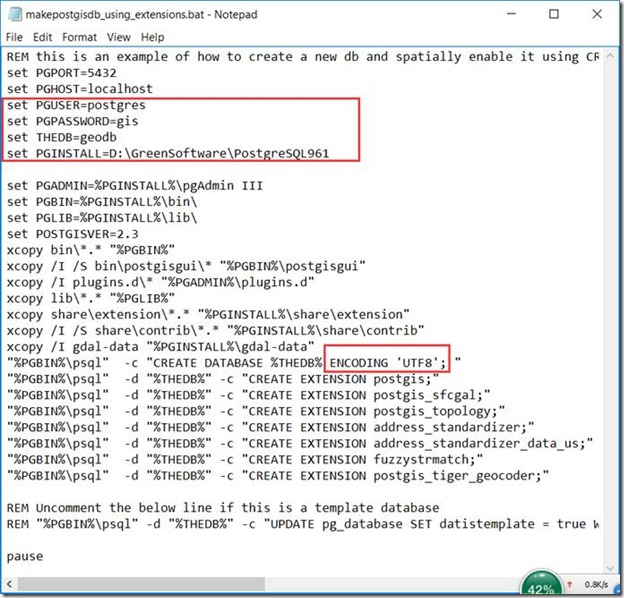 makepostgisdb_using_extensions.bat - Notepad
File Edit Format View Help
REM this is an example of how to create a new db and spatially enable it using CR
set PGPORT=5432
set PGHOST=localhost
set PGUSER=postgres
set PGPASSWORD=gis
set THEDB=geodb
set PGINSTALL=D:\GreenSoftware\PostgreSQL961
set PGADMIN=%PGINSTALL%\pgAdmin III
set PGBIN=%PGINSTALL%\bin\
set PGLIB=%PGINSTALL%\lib\
set POSTGISVER=2.3
xcopy bin\*.* "%PGBIN%"
xcopy /I /S bin\postgisgui\* "%PGBIN%\postgisgui"
xcopy /I plugins.d\* "%PGADMIN%\plugins.d"
xcopy lib\*.* "%PGLIB%"
xcopy share\extension\*.* "%PGINSTALL%\share\extension"
xcopy /I /S share\contrib\*.* "%PGINSTALL%\share\contrib"
xcopy /I gdal-data "%PGINSTALL%\gdal-data"
"%PGBIN%\psql"  -c "CREATE DATABASE %THEDB% ENCODING 'UTF8'; "
"%PGBIN%\psql"  -d "%THEDB%" -c "CREATE EXTENSION postgis;"
"%PGBIN%\psql"  -d "%THEDB%" -c "CREATE EXTENSION postgis_sfcgal;"
"%PGBIN%\psql"  -d "%THEDB%" -c "CREATE EXTENSION postgis_topology;"
"%PGBIN%\psql"  -d "%THEDB%" -c "CREATE EXTENSION address_standardizer;"
"%PGBIN%\psql"  -d "%THEDB%" -c "CREATE EXTENSION address_standardizer_data_us;"
"%PGBIN%\psql"  -d "%THEDB%" -c "CREATE EXTENSION fuzzystrmatch;"
"%PGBIN%\psql"  -d "%THEDB%" -c "CREATE EXTENSION postgis_tiger_geocoder;"
REM Uncomment the below line if this is a template database
REM "%PGBIN%\psql" -d "%THEDB%" -c "UPDATE pg_database SET datistemplate = true W
pause
42% 0.8K/s